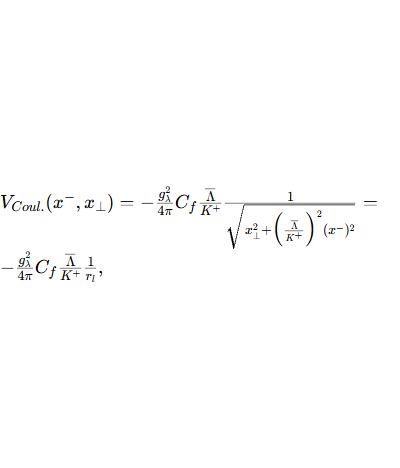 $V_{Coul.}(x^-, x_\perp) = -\frac{g_\lambda^2}{4\pi} C_f \frac{\overline{\Lambda}}{K^+} \frac{1}{\sqrt{x_\perp^2 + \left(\frac{\overline{\Lambda}}{K^+}\right)^2 (x^-)^2}} =$
$-\frac{g_\lambda^2}{4\pi} C_f \frac{\overline{\Lambda}}{K^+} \frac{1}{r_l},$